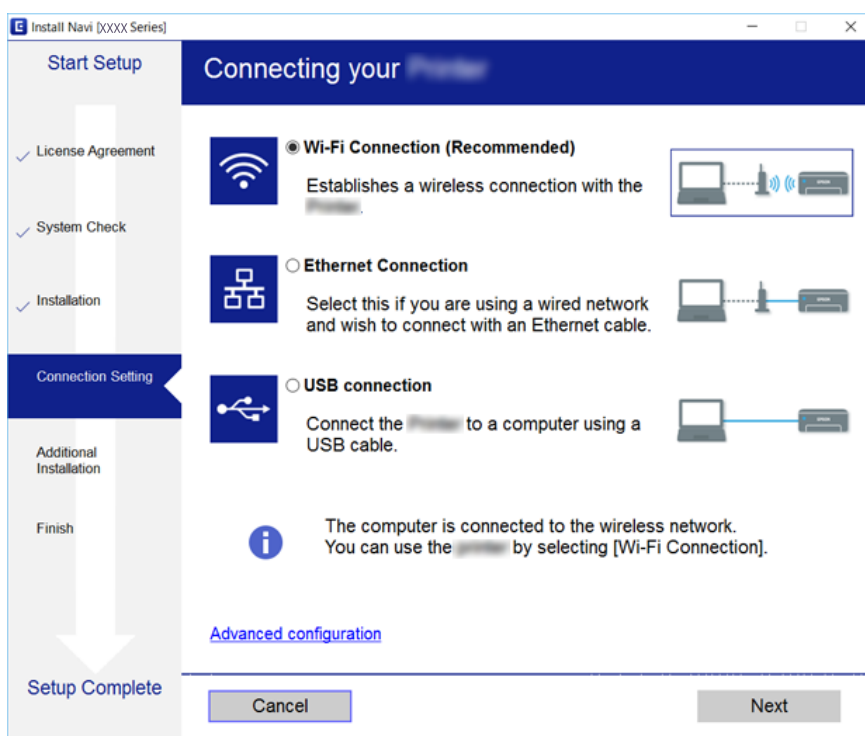 Install Navi [XXXX Series]
Start Setup
License Agreement
System Check
Installation
Connection Setting
Additional
Installation
Finish
Setup Complete
Connecting your
Wi-Fi Connection (Recommended)
Establishes a wireless connection with the
.
Ethernet Connection
Select this if you are using a wired network
and wish to connect with an Ethernet cable.
USB connection
Connect the to a computer using a
USB cable.
The computer is connected to the wireless network.
You can use the by selecting [Wi-Fi Connection].
Advanced configuration
Cancel
Next